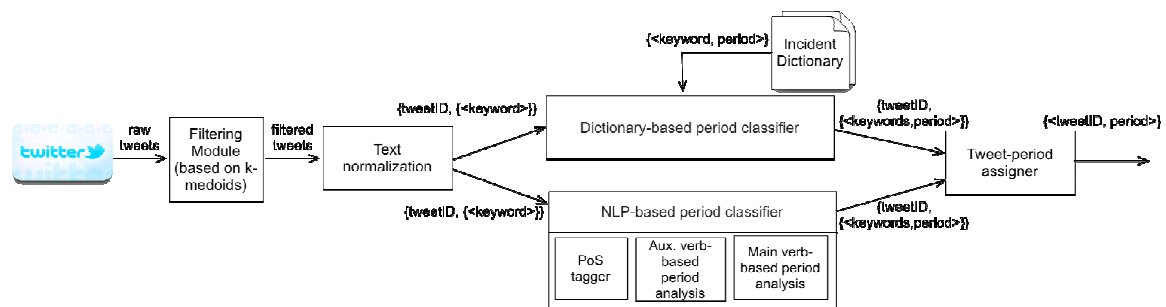 twitter
raw
tweets
Filtering
Module
(based on k-
medoids)
filtered
tweets
Text
normalization
{tweetID, {<keyword>}}
{tweetID, {<keyword>}}
{<keyword, period>}
Incident
Dictionary
Dictionary-based period classifier
NLP-based period classifier
PoS
tagger
Aux. verb-
based
period
analysis
Main verb-
based period
analysis
{tweetID,
{<keywords,period>}
{tweetID,
{<keywords,period>}}
Tweet-period
assigner
{<tweetID, period>}